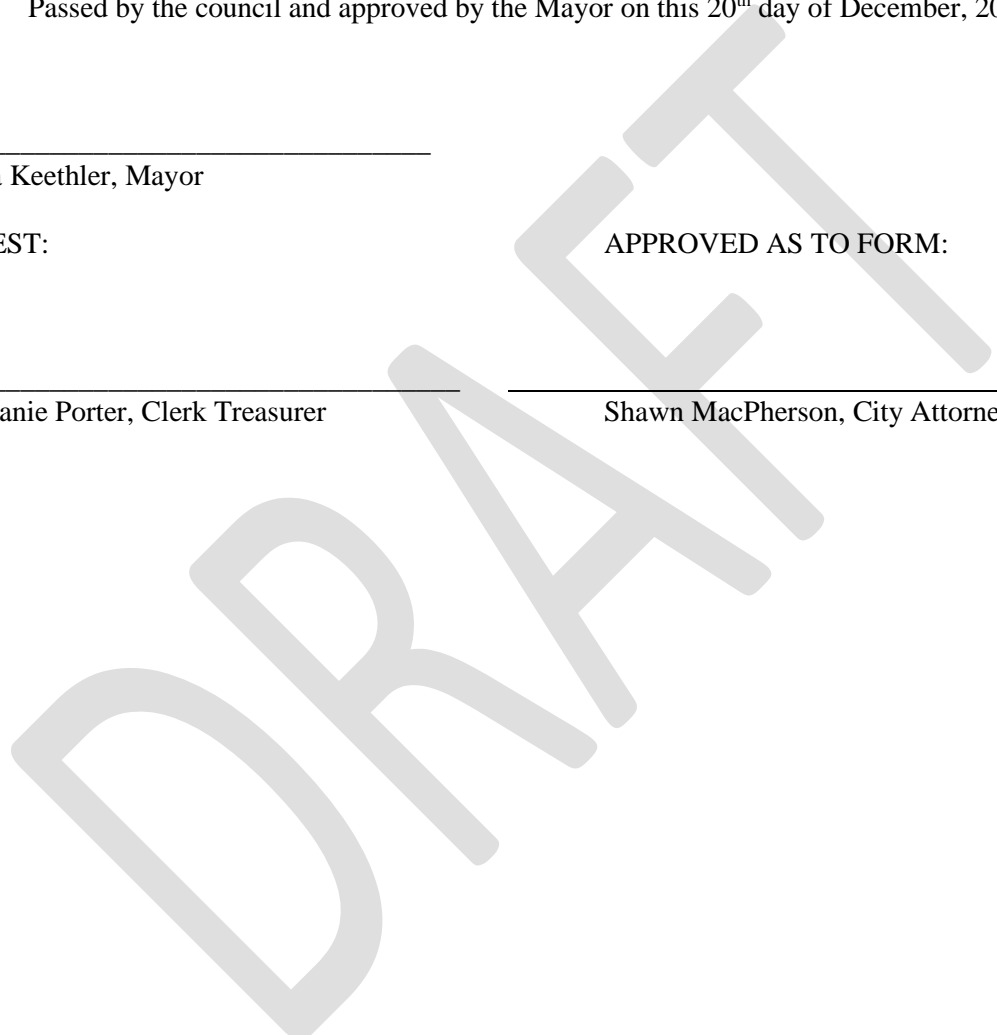 Passed by the council and approved by the Mayor on this 20th day of December, 20
Keethler, Mayor
EST:
APPROVED AS TO FORM:
anie Porter, Clerk Treasurer
Shawn MacPherson, City Attorne
DRAFT